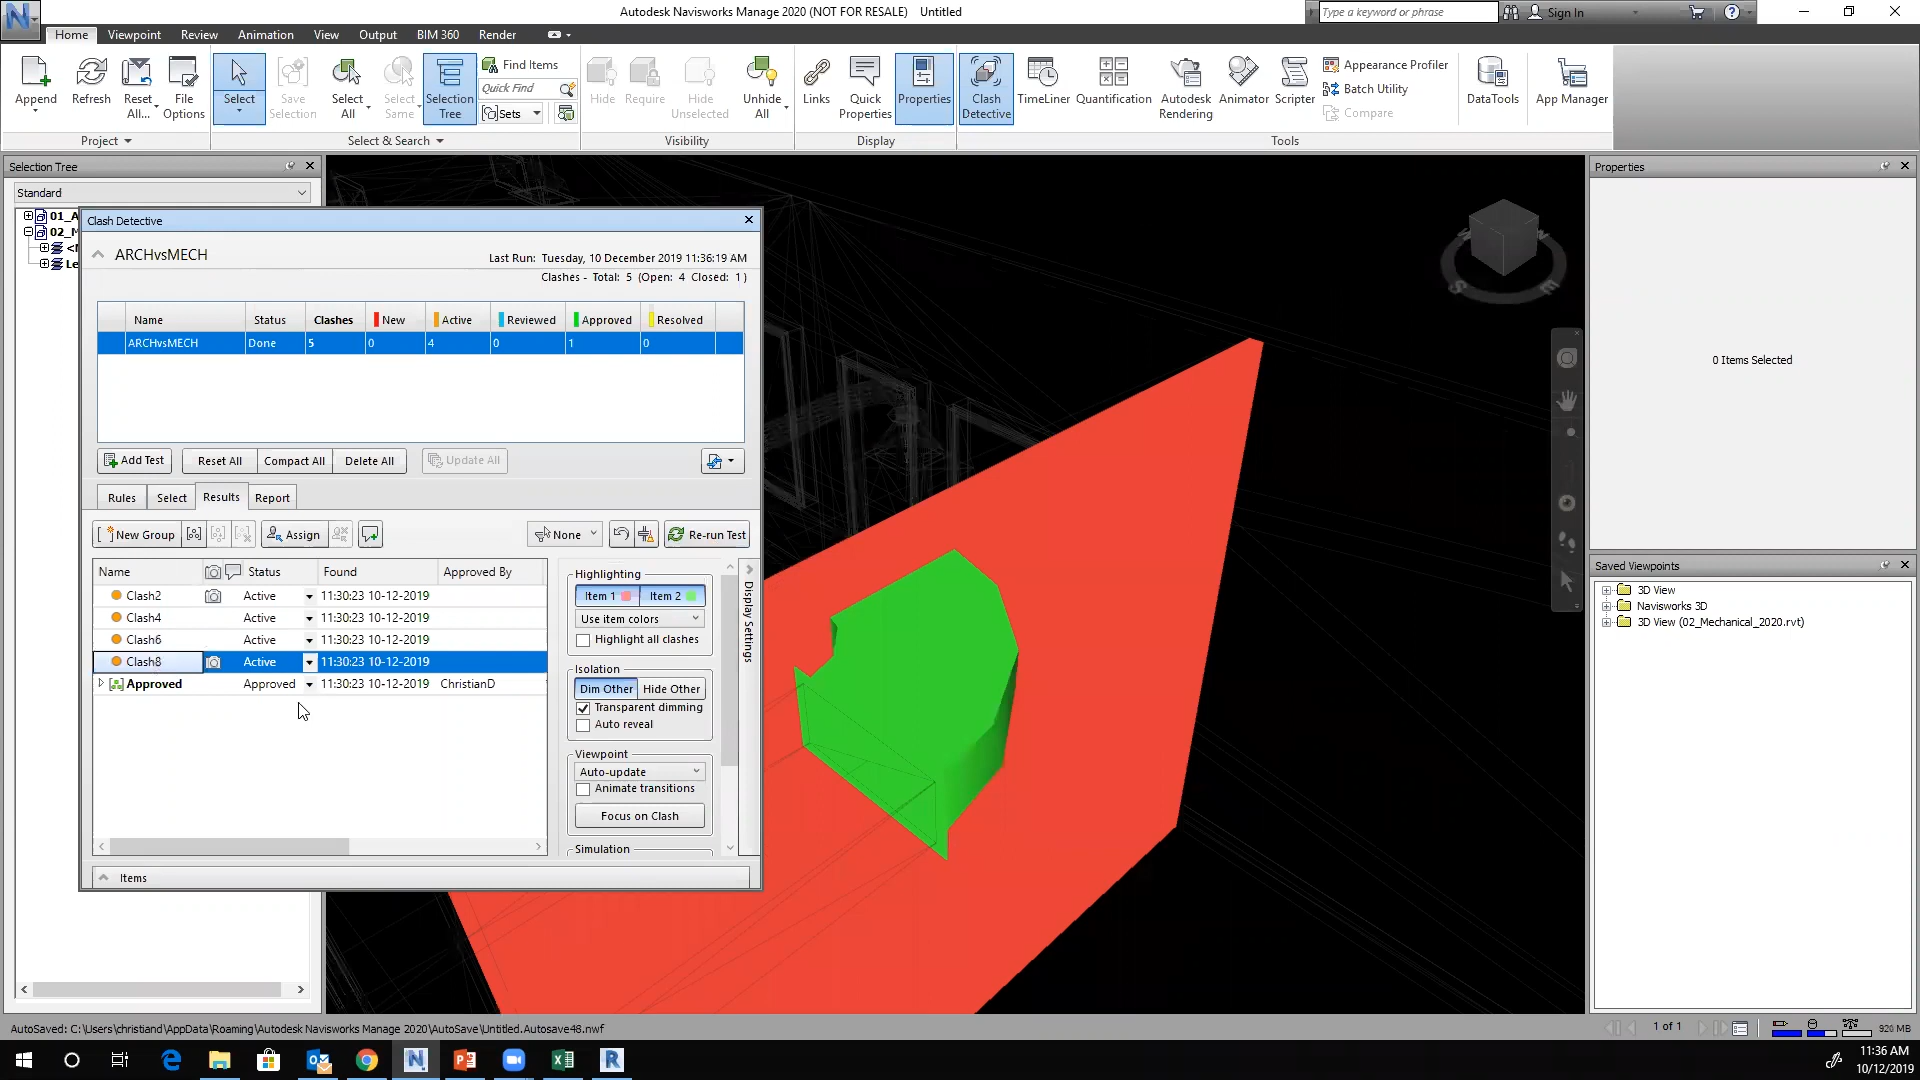 Autodesk Navisworks Manage 2020 (NOT FOR RESALE) Untitled
Type a keyword or phrase
Sign In
Home Viewpoint Review Animation View Output BIM 360 Render
Append
Refresh
Reset All...
File Options
Project
Select
Save Selection
Select All
Select Same
Selection Tree
Find Items
Quick Find
Sets
Select & Search
Hide
Require
Hide Unselected
Unhide All
Visibility
Links
Quick Properties
Properties
Display
Clash Detective
TimeLiner
Quantification
Autodesk Rendering
Animator
Scripter
Appearance Profiler
Batch Utility
Compare
Tools
DataTools
App Manager
Selection Tree
Standard
01_A
02_M
Le
Clash Detective
ARCHvsMECH
Last Run: Tuesday, 10 December 2019 11:36:19 AM
Clashes - Total: 5 (Open: 4 Closed: 1)
Name Status Clashes New Active Reviewed Approved Resolved
ARCHvsMECH Done 5 0 4 0 1 0
Add Test Reset All Compact All Delete All Update All
Rules Select Results Report
New Group Assign None Re-run Test
Name Status Found Approved By
Clash2 Active 11:30:23 10-12-2019
Clash4 Active 11:30:23 10-12-2019
Clash6 Active 11:30:23 10-12-2019
Clash8 Active 11:30:23 10-12-2019
Approved Approved 11:30:23 10-12-2019 ChristianD
Highlighting
Item 1 Item 2
Use item colors
Highlight all clashes
Isolation
Dim Other Hide Other
Transparent dimming
Auto reveal
Viewpoint
Auto-update
Animate transitions
Focus on Clash
Simulation
Display Settings
Items
Properties
0 Items Selected
Saved Viewpoints
3D View
Navisworks 3D
3D View (02_Mechanical_2020.rvt)
AutoSaved: C:\Users\christiand\AppData\Roaming\Autodesk Navisworks Manage 2020\AutoSave\Untitled.Autosave48.nwf
1 of 1
920 MB
11:36 AM
10/12/2019